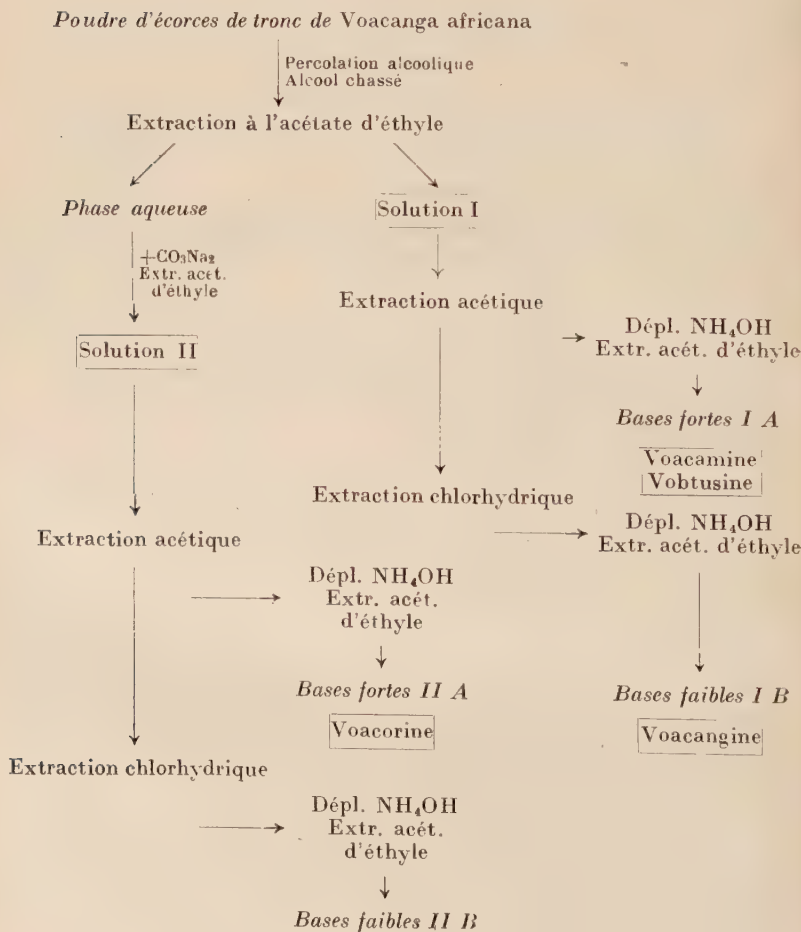 Poudre d'écorces de tronc de Voacanga africana
Percolation alcoolique
Alcool chassé
Extraction à l'acétate d'éthyle
Phase aqueuse
Solution I
+CO₃Na₂
Extr. acét.
d'éthyle
Extraction acétique
Solution II
Dépl. NH₄OH
Extr. acét. d'éthyle
Bases fortes I A
Voacamine
Vobtusine
Extraction chlorhydrique
Dépl. NH₄OH
Extr. acét. d'éthyle
Extraction acétique
Dépl. NH₄OH
Extr. acét.
d'éthyle
Bases fortes II A
Voacorine
Bases faibles I B
Voacangine
Extraction chlorhydrique
Dépl. NH₄OH
Extr. acét.
d'éthyle
Bases faibles II B